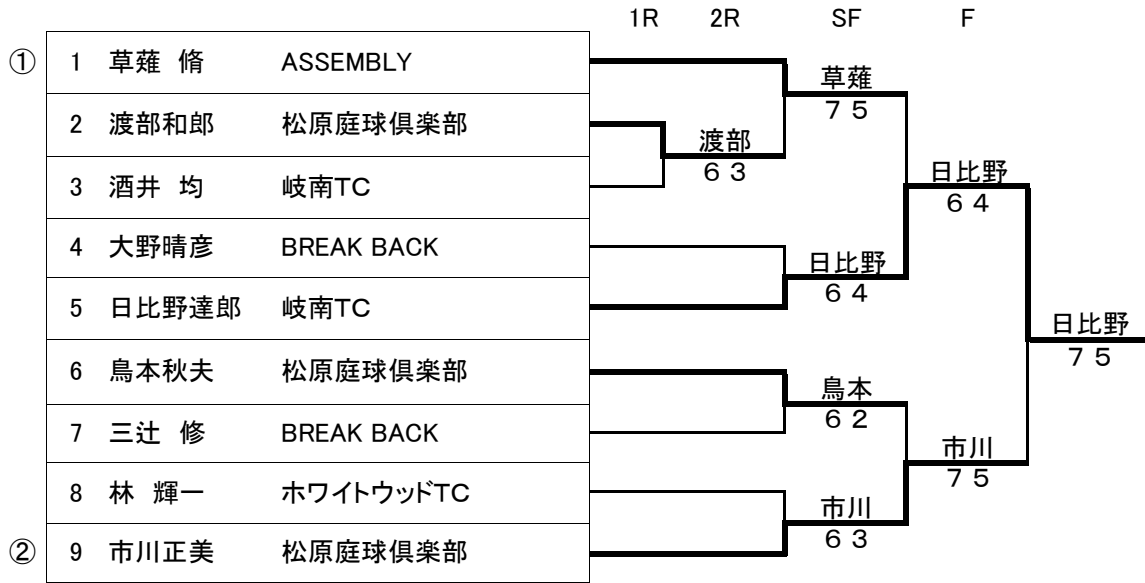 1R 2R SF F
① 1 草薙 脩 ASSEMBLY
草薙
7 5
2 渡部和郎 松原庭球倶楽部
渡部
6 3
3 酒井 均 岐南TC
日比野
6 4
4 大野晴彦 BREAK BACK
日比野
6 4
5 日比野達郎 岐南TC
日比野
7 5
6 鳥本秋夫 松原庭球倶楽部
鳥本
6 2
7 三辻 修 BREAK BACK
市川
7 5
8 林 輝一 ホワイトウッドTC
市川
6 3
② 9 市川正美 松原庭球倶楽部